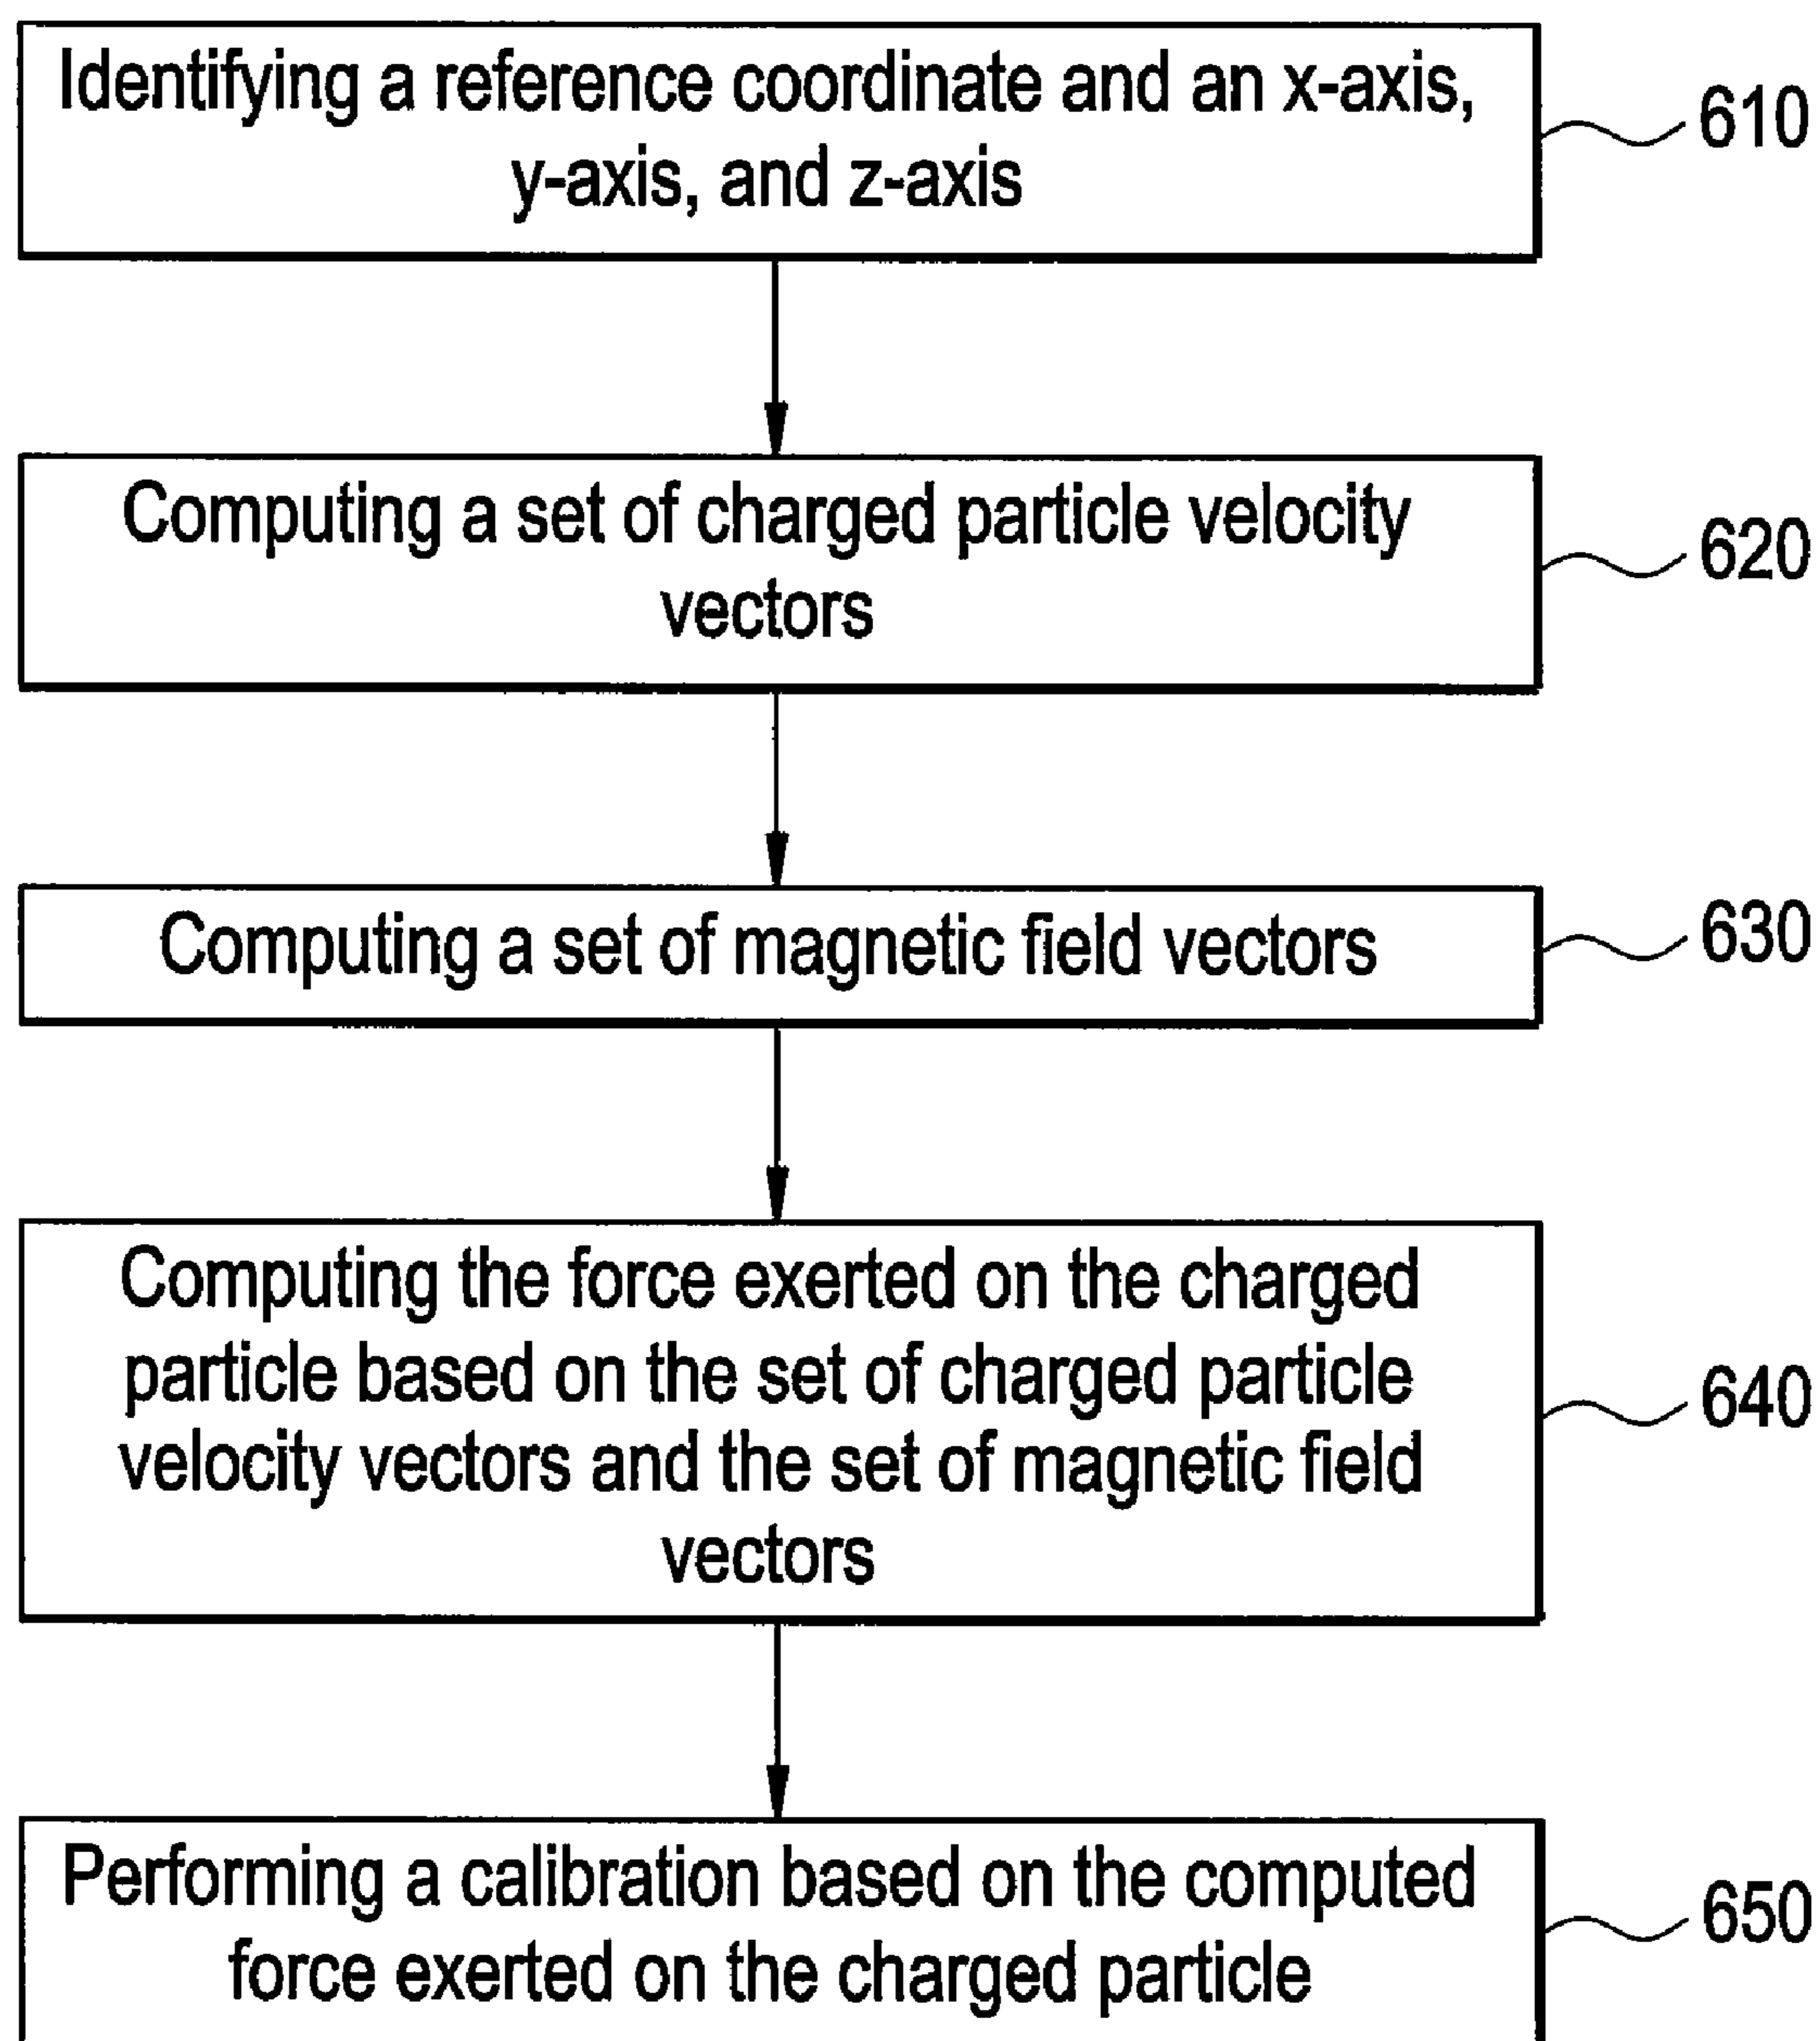 Identifying a reference coordinate and an x-axis,
y-axis, and z-axis
610
Computing a set of charged particle velocity
vectors
620
Computing a set of magnetic field vectors
630
Computing the force exerted on the charged
particle based on the set of charged particle
velocity vectors and the set of magnetic field
vectors
640
Performing a calibration based on the computed
force exerted on the charged particle
650